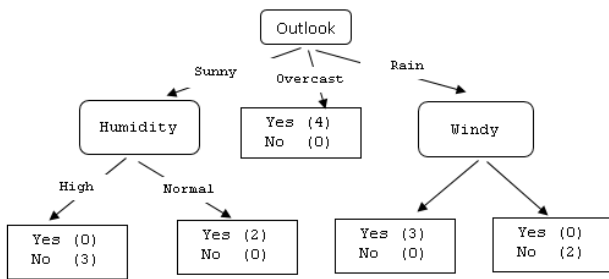 Outlook
Sunny
Overcast
Rain
Humidity
Yes (4)
No (0)
Windy
High
Normal
Yes (0)
No (3)
Yes (2)
No (0)
Yes (3)
No (0)
Yes (0)
No (2)